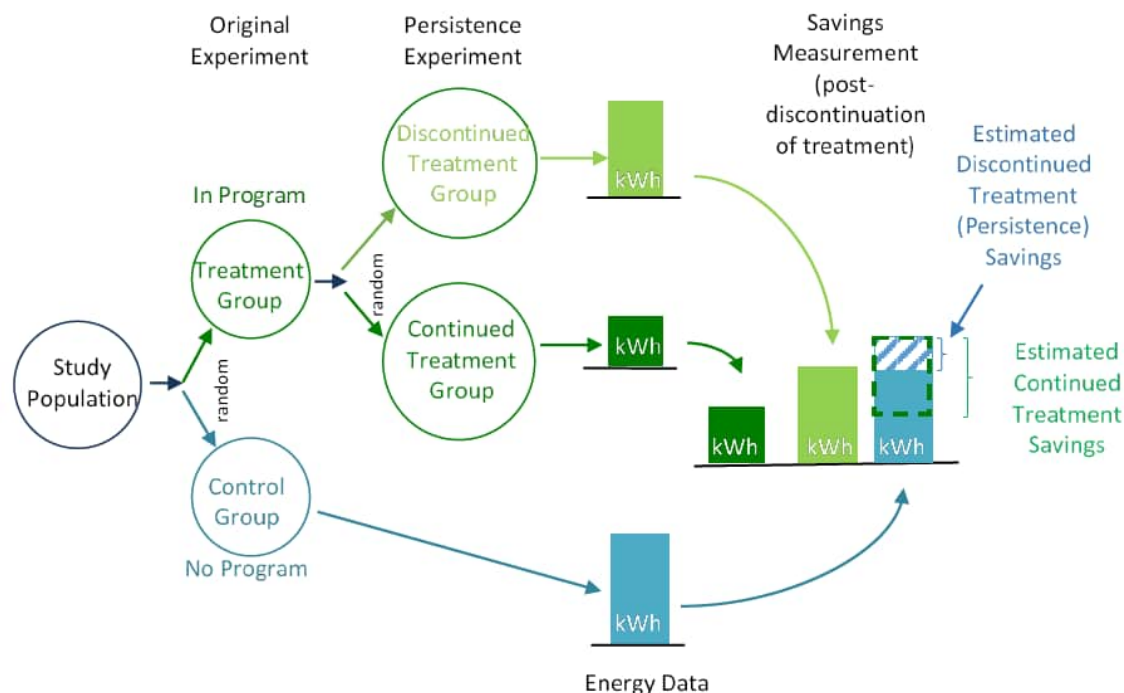 Original
Experiment
Persistence
Experiment
Savings
Measurement
(post-
discontinuation
of treatment)
Estimated
Discontinued
Treatment
(Persistence)
Savings
Discontinued
Treatment
Group
kWh
In Program
Treatment
Group
random
Continued
Treatment
Group
kWh
Study
Population
random
kWh
kWh
kWh
Estimated
Continued
Treatment
Savings
Control
Group
No Program
kWh
Energy Data